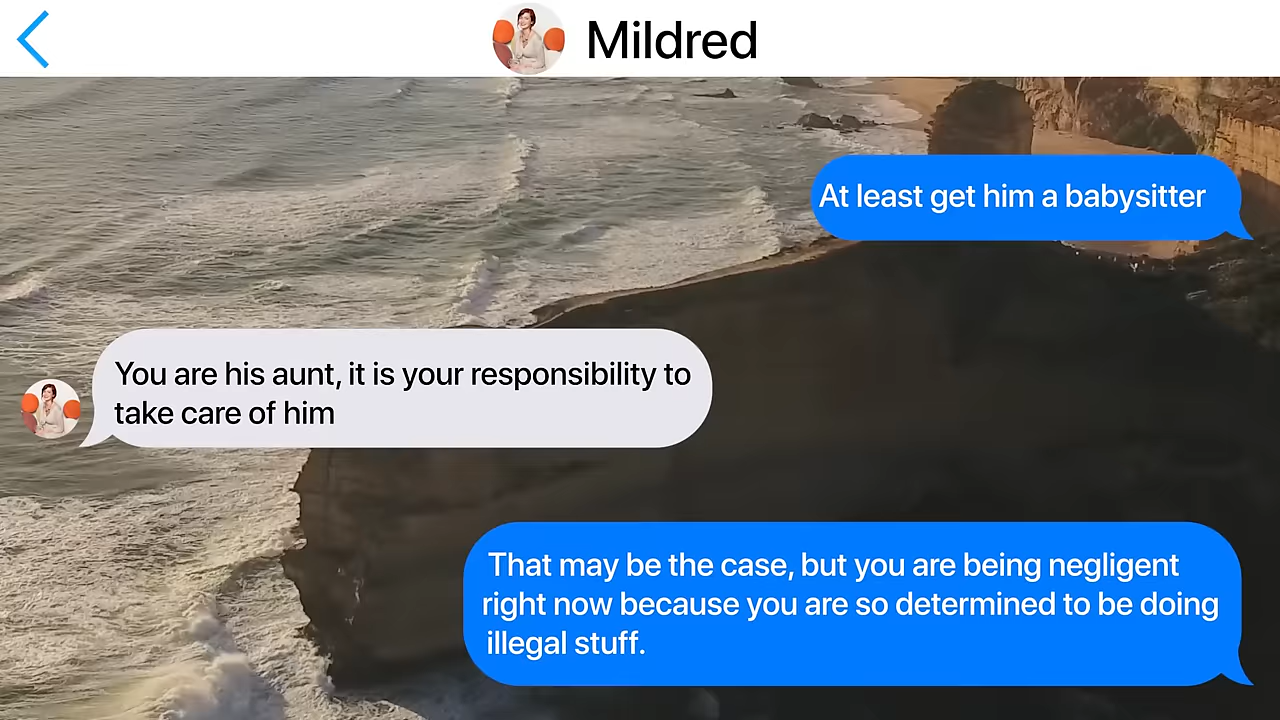 Mildred
At least get him a babysitter
You are his aunt, it is your responsibility to
take care of him
That may be the case, but you are being negligent
right now because you are so determined to be doing
illegal stuff.